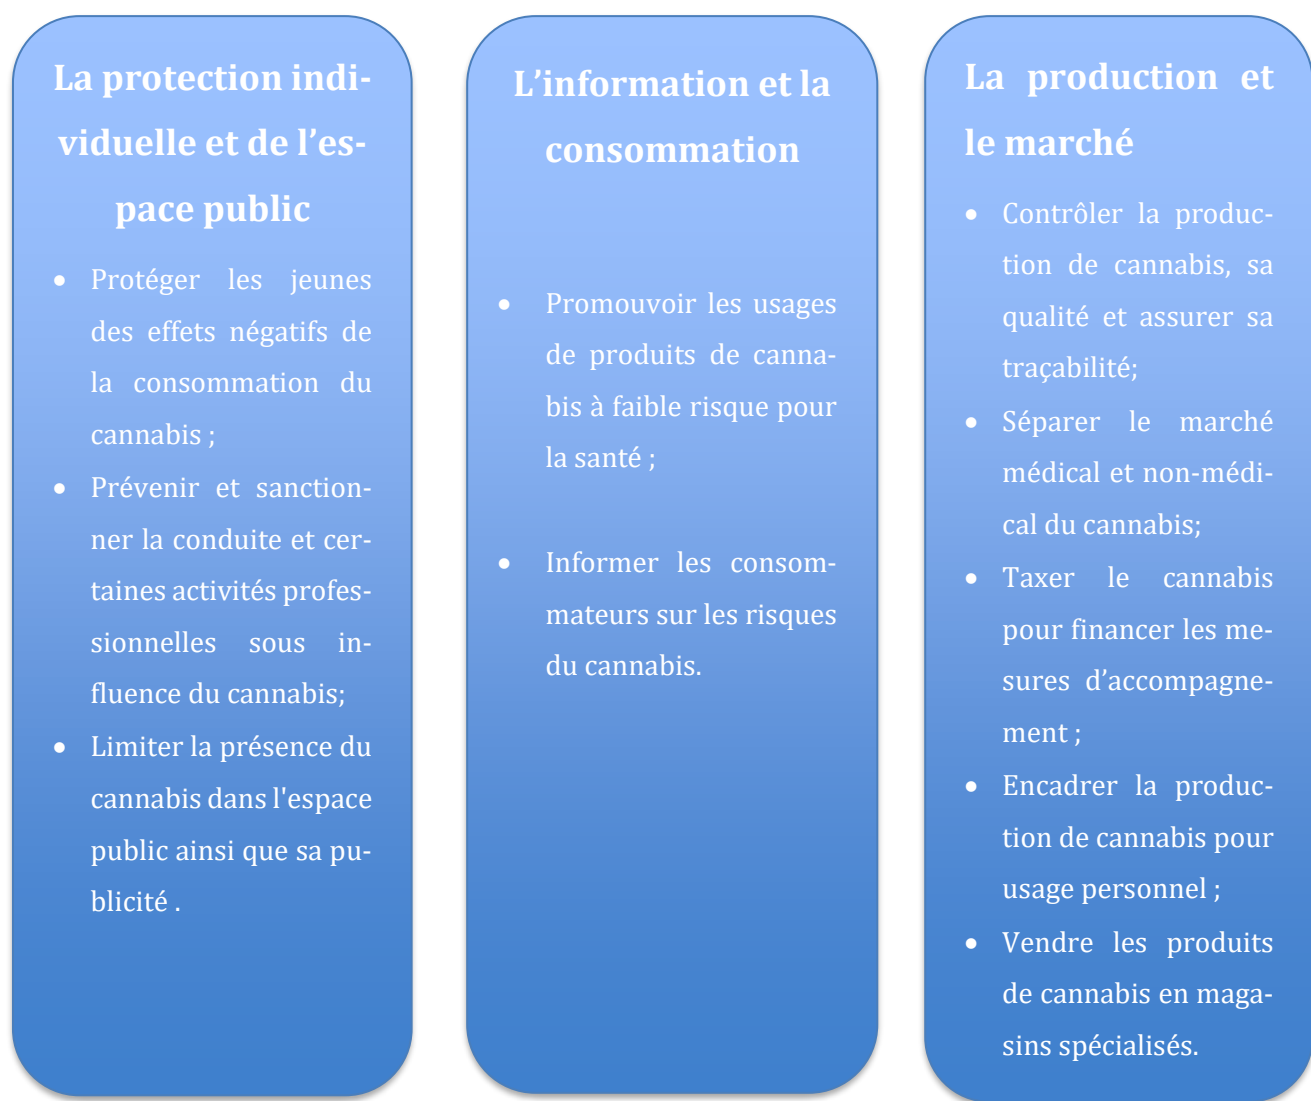 La protection indi-
viduelle et de l’es-
pace public
• Protéger les jeunes
des effets négatifs de
la consommation du
cannabis ;
• Prévenir et sanction-
ner la conduite et cer-
taines activités profes-
sionnelles sous in-
fluence du cannabis;
• Limiter la présence du
cannabis dans l'espace
public ainsi que sa pu-
blicité .
L’information et la
consommation
• Promouvoir les usages
de produits de canna-
bis à faible risque pour
la santé ;
• Informer les consom-
mateurs sur les risques
du cannabis.
La production et
le marché
• Contrôler la produc-
tion de cannabis, sa
qualité et assurer sa
traçabilité;
• Séparer le marché
médical et non-médi-
cal du cannabis;
• Taxer le cannabis
pour financer les me-
sures d’accompagne-
ment ;
• Encadrer la produc-
tion de cannabis pour
usage personnel ;
• Vendre les produits
de cannabis en maga-
sins spécialisés.